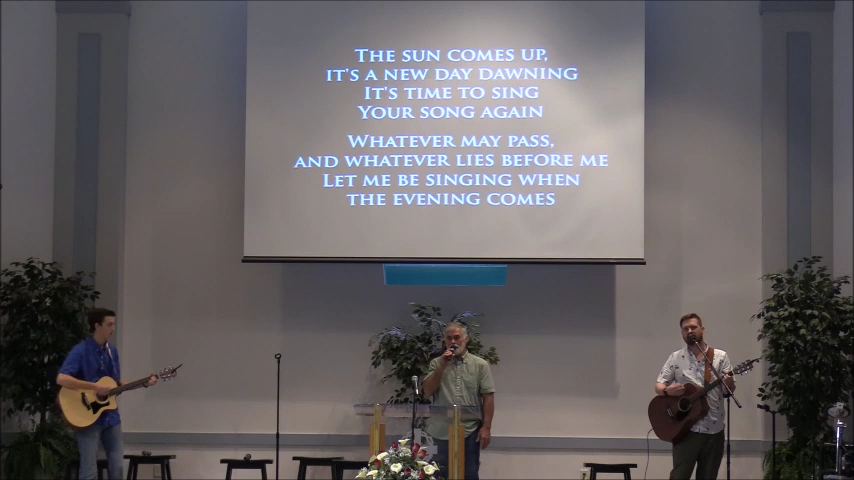 The sun comes up,
it's a new day dawning
It's time to sing
Your song again
Whatever may pass,
and whatever lies before me
Let me be singing when
the evening comes